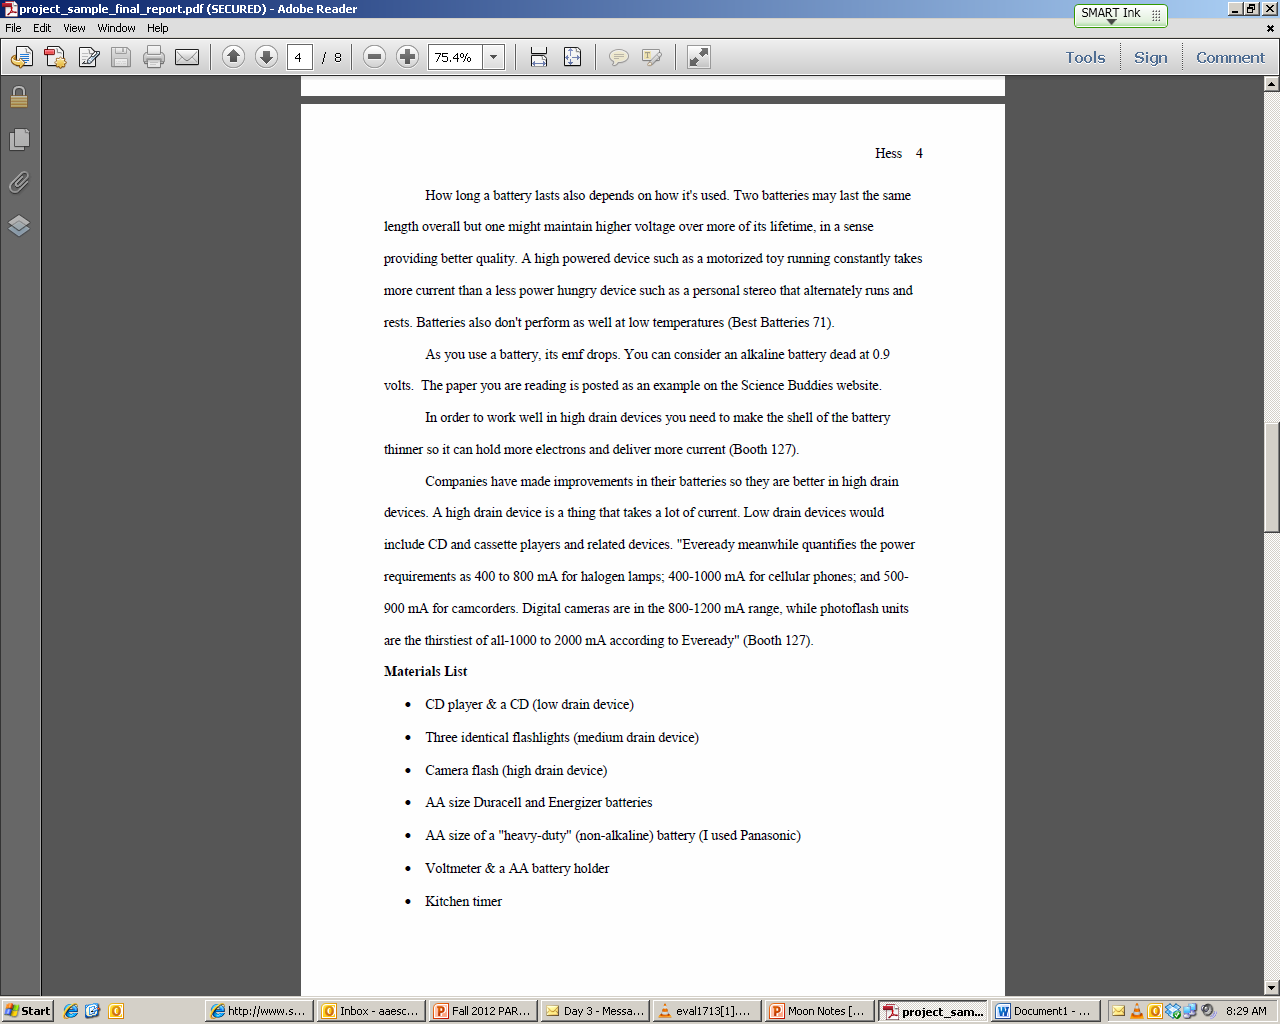 project_sample_final_report.pdf (SECURED) - Adobe Reader
SMART Ink
File Edit View Window Help
4 / 8 75.4% Tools Sign Comment
Hess 4
How long a battery lasts also depends on how it's used. Two batteries may last the same
length overall but one might maintain higher voltage over more of its lifetime, in a sense
providing better quality. A high powered device such as a motorized toy running constantly takes
more current than a less power hungry device such as a personal stereo that alternately runs and
rests. Batteries also don't perform as well at low temperatures (Best Batteries 71).
As you use a battery, its emf drops. You can consider an alkaline battery dead at 0.9
volts. The paper you are reading is posted as an example on the Science Buddies website.
In order to work well in high drain devices you need to make the shell of the battery
thinner so it can hold more electrons and deliver more current (Booth 127).
Companies have made improvements in their batteries so they are better in high drain
devices. A high drain device is a thing that takes a lot of current. Low drain devices would
include CD and cassette players and related devices. "Eveready meanwhile quantifies the power
requirements as 400 to 800 mA for halogen lamps; 400-1000 mA for cellular phones; and 500-
900 mA for camcorders. Digital cameras are in the 800-1200 mA range, while photoflash units
are the thirstiest of all-1000 to 2000 mA according to Eveready" (Booth 127).
Materials List
• CD player & a CD (low drain device)
• Three identical flashlights (medium drain device)
• Camera flash (high drain device)
• AA size Duracell and Energizer batteries
• AA size of a "heavy-duty" (non-alkaline) battery (I used Panasonic)
• Voltmeter & a AA battery holder
• Kitchen timer
Start http://www.s... Inbox - aaesc... Fall 2012 PAR... Day 3 - Messa... eval1713[1].... Moon Notes [... project_sam... Document1 - ... 8:29 AM